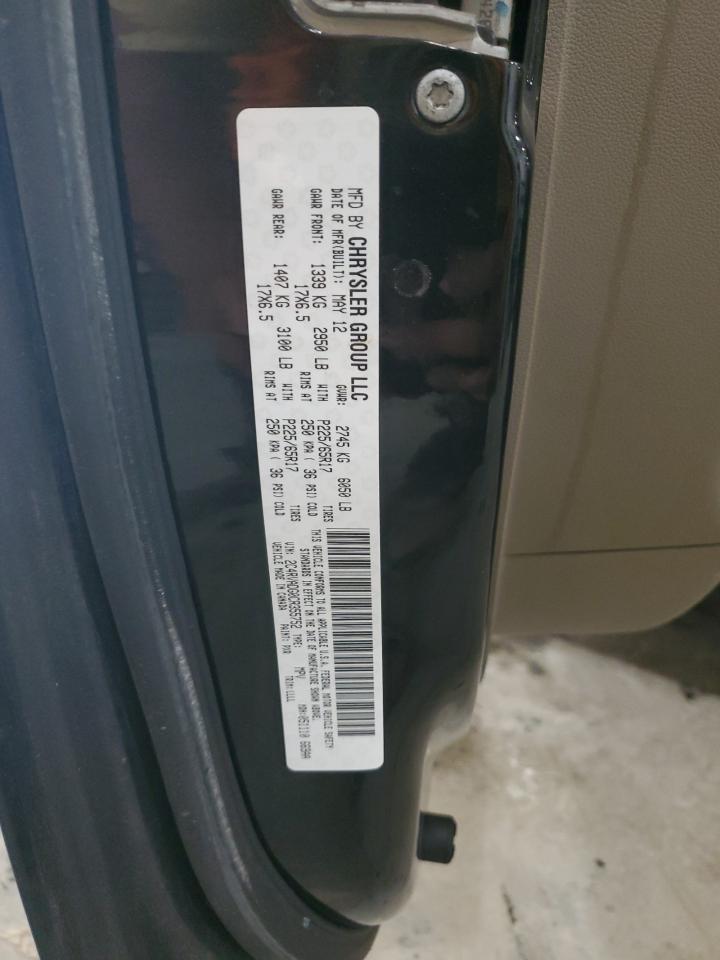 MFD BY CHRYSLER GROUP LLC
DATE OF MFR(BUILT): MAY 12 GVWR: 2745 KG 6050 LB
GAWR FRONT: 1339 KG 2950 LB WITH P225/65R17 TIRES
17X6.5 RIMS AT 250 KPA ( 36 PSI) COLD
GAWR REAR: 1407 KG 3100 LB WITH P225/65R17 TIRES
17X6.5 RIMS AT 250 KPA ( 36 PSI) COLD
THIS VEHICLE CONFORMS TO ALL APPLICABLE U.S.A. FEDERAL MOTOR VEHICLE SAFETY
STANDARDS IN EFFECT ON THE DATE OF MANUFACTURE SHOWN ABOVE.
VIN: TYPE: MPV
VEHICLE MADE IN CANADA PAINT: TRIM: